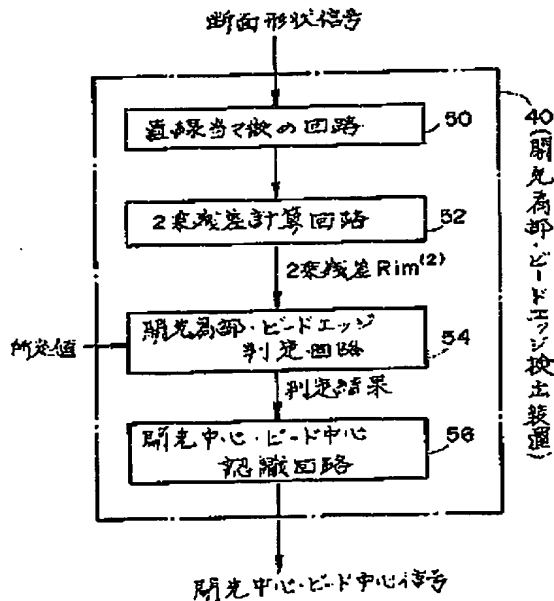 断面形状信号
直線当て嵌め回路
50
40(開先肩部・ビードエッジ検出装置)
2乗残差計算回路
52
2乗残差Rim(2)
所定値
開先肩部・ビードエッジ
判定回路
54
判定結果
開先中心・ビード中心
認識回路
56
開先中心・ビード中心信号